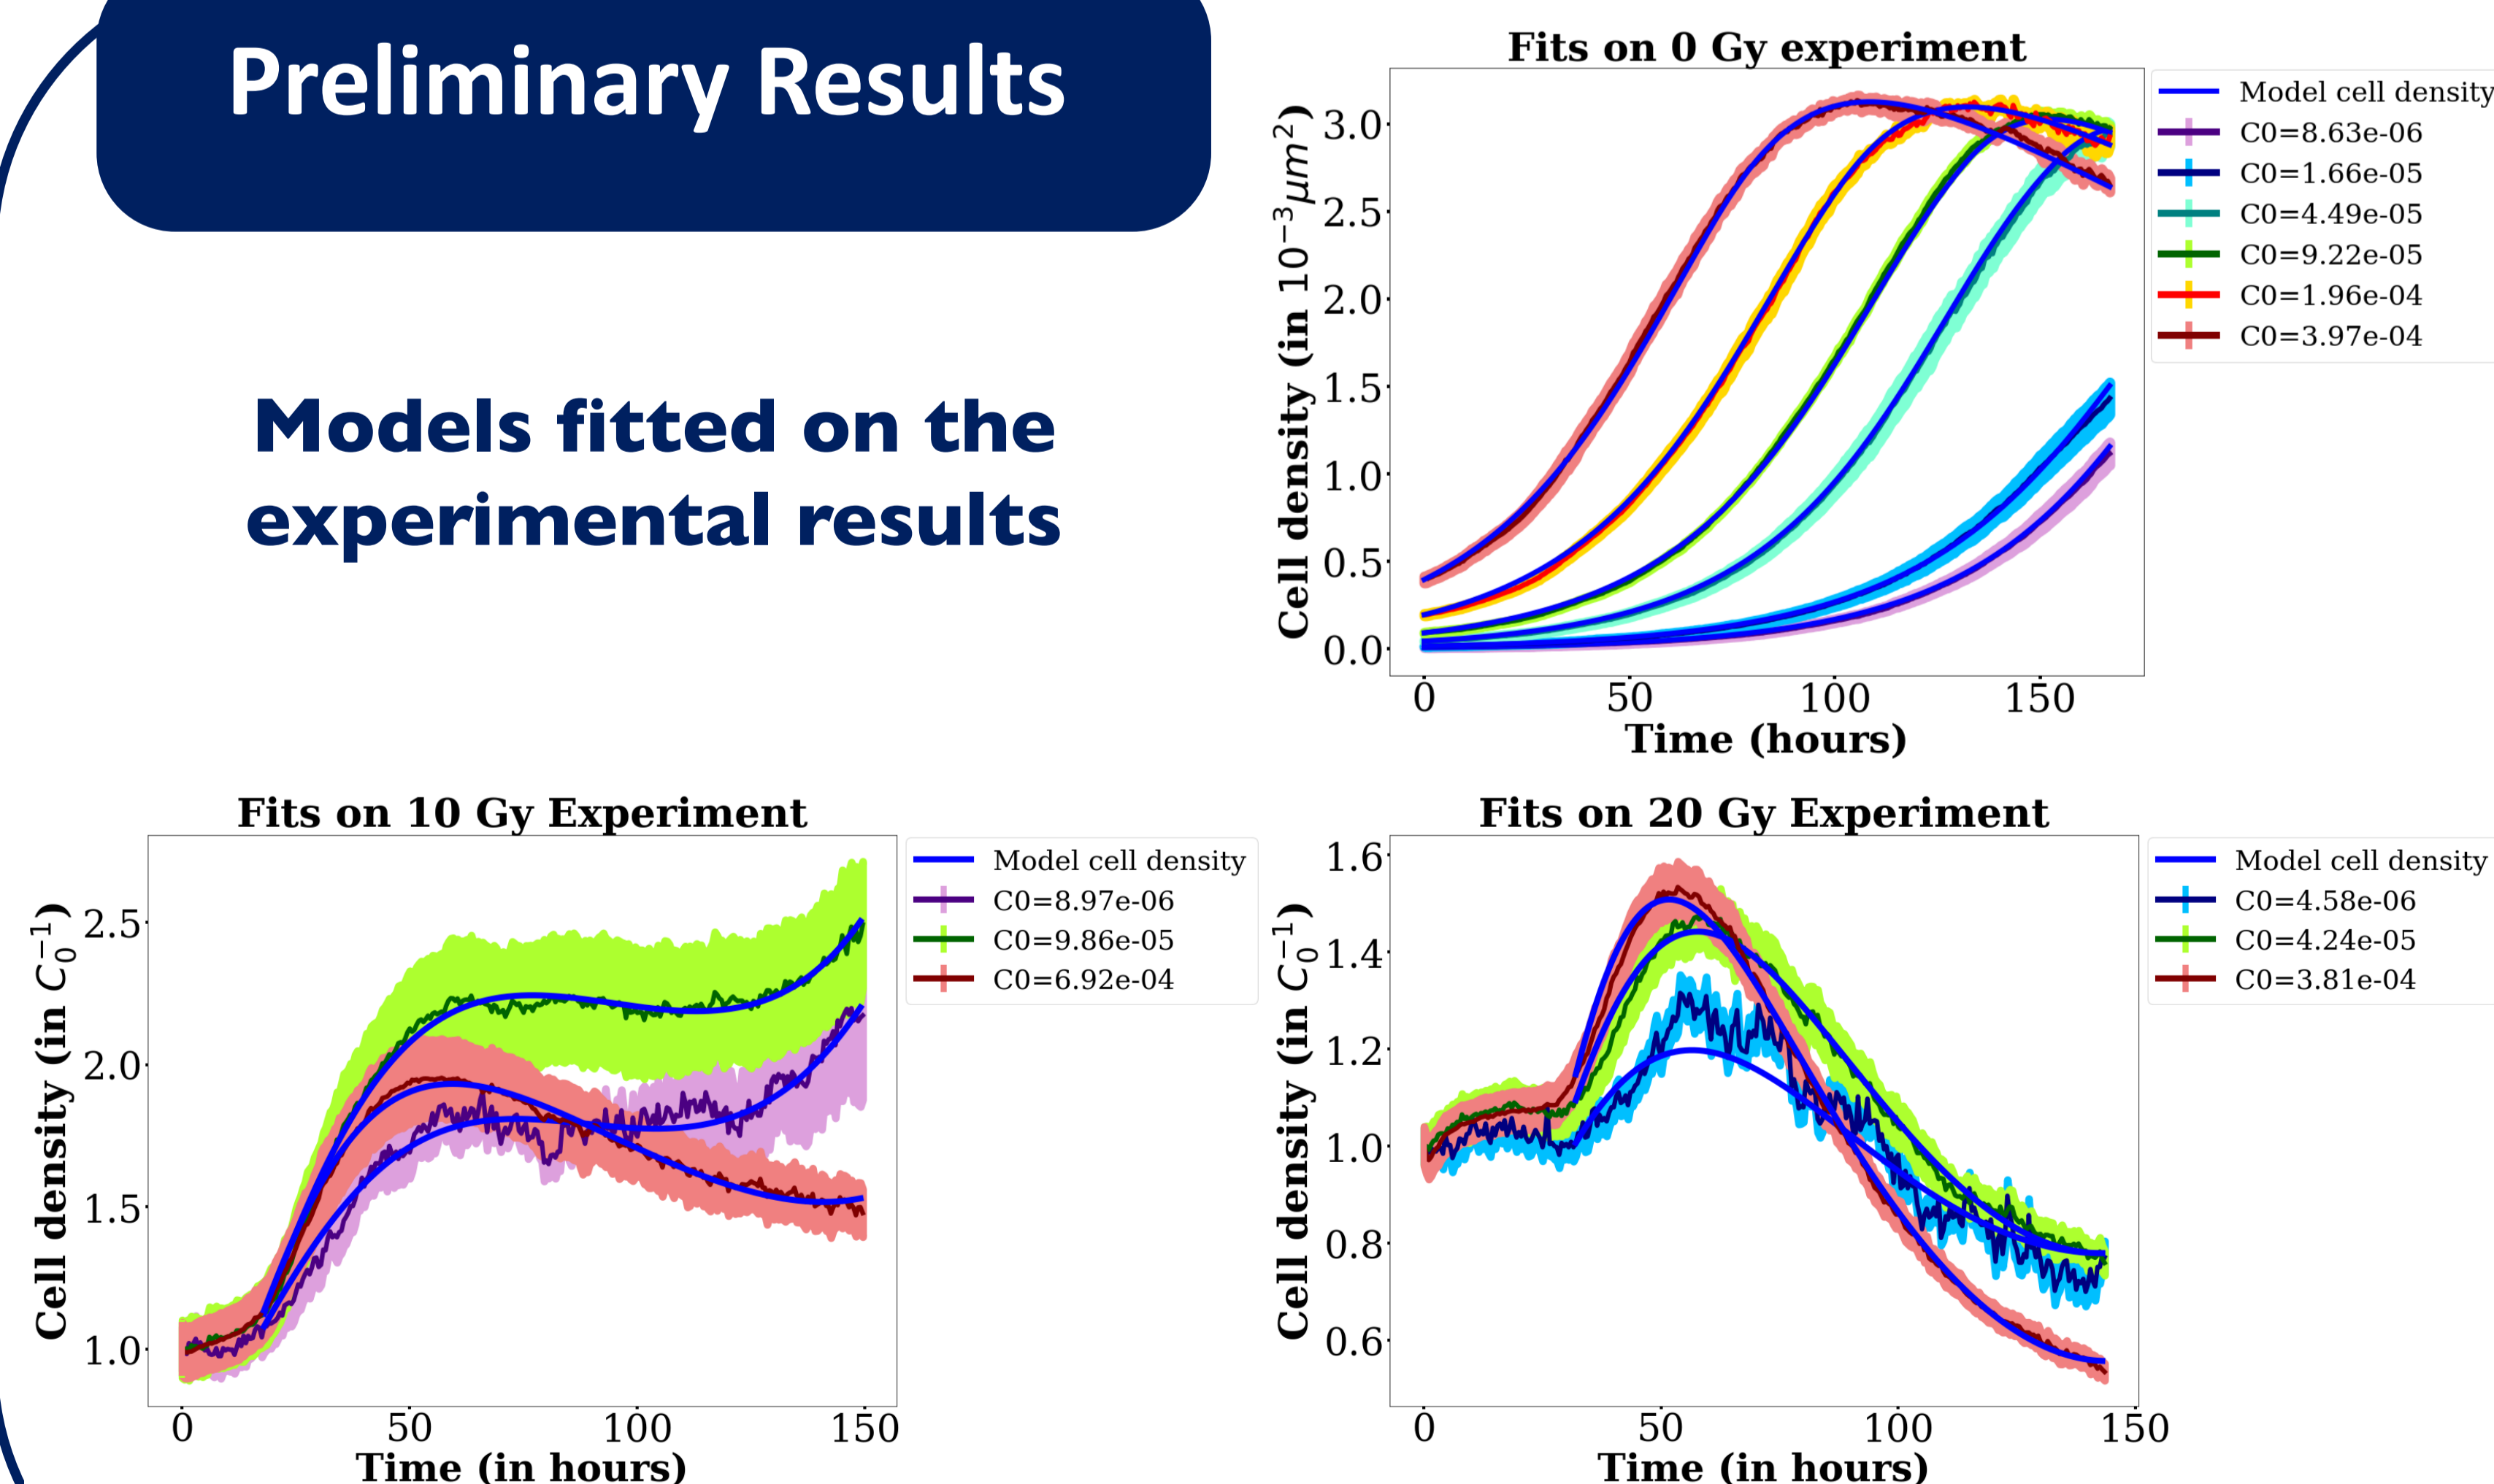 Preliminary Results
Models fitted on the
experimental results
Fits on 0 Gy experiment
Cell density (in 10⁻³μm²)
3.0
2.5
2.0
1.5
1.0
0.5
0.0
0 50 100 150
Time (hours)
Model cell density
C0=8.63e-06
C0=1.66e-05
C0=4.49e-05
C0=9.22e-05
C0=1.96e-04
C0=3.97e-04
Fits on 10 Gy Experiment
Cell density (in C₀⁻¹)
2.5
2.0
1.5
1.0
0 50 100 150
Time (in hours)
Model cell density
C0=8.97e-06
C0=9.86e-05
C0=6.92e-04
Fits on 20 Gy Experiment
Cell density (in C₀⁻¹)
1.6
1.4
1.2
1.0
0.8
0.6
0 50 100 150
Time (in hours)
Model cell density
C0=4.58e-06
C0=4.24e-05
C0=3.81e-04